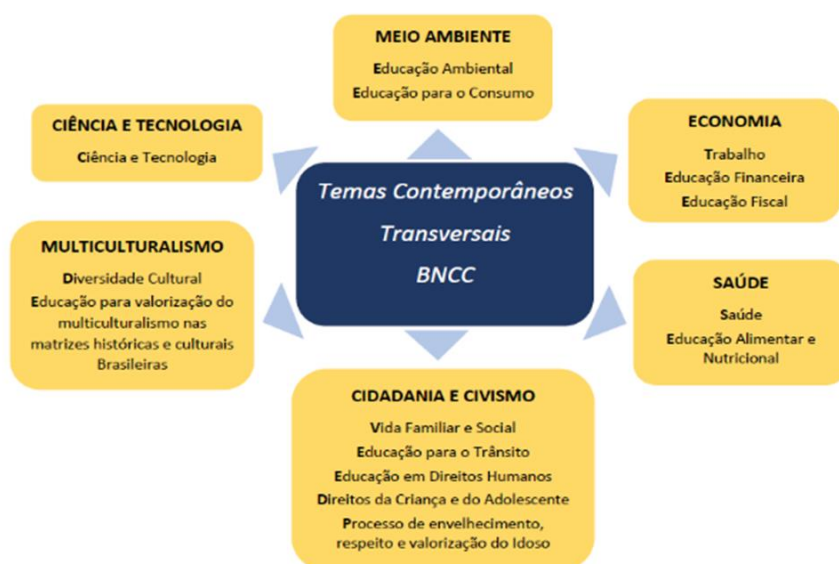 MEIO AMBIENTE
Educação Ambiental
Educação para o Consumo
CIÊNCIA E TECNOLOGIA
Ciência e Tecnologia
ECONOMIA
Trabalho
Educação Financeira
Educação Fiscal
Temas Contemporâneos
Transversais
BNCC
MULTICULTURALISMO
Diversidade Cultural
Educação para valorização do
multiculturalismo nas
matrizes históricas e culturais
Brasileiras
SAÚDE
Saúde
Educação Alimentar e
Nutricional
CIDADANIA E CIVISMO
Vida Familiar e Social
Educação para o Trânsito
Educação em Direitos Humanos
Direitos da Criança e do Adolescente
Processo de envelhecimento,
respeito e valorização do Idoso